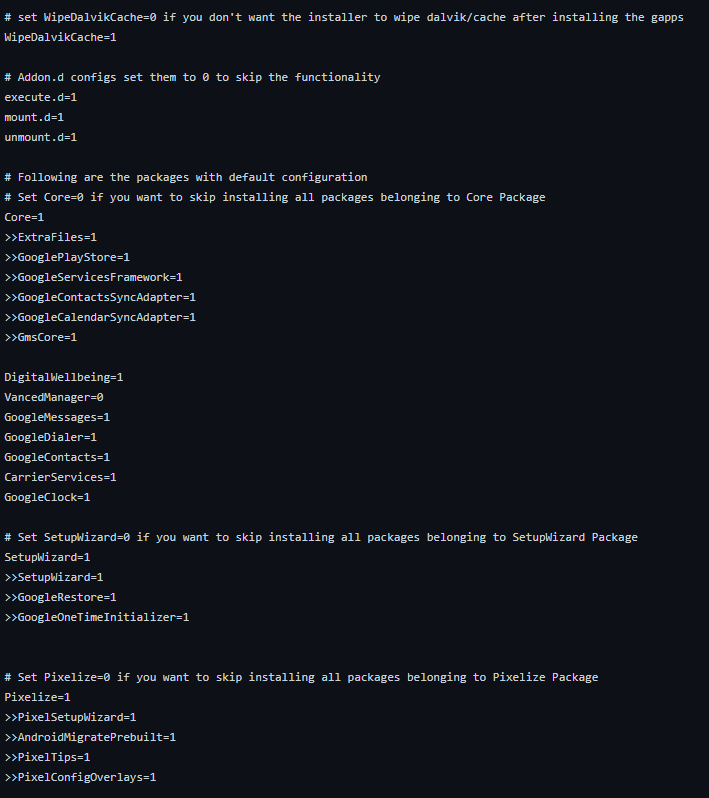 # set WipeDalvikCache=0 if you don't want the installer to wipe dalvik/cache after installing the gapps
WipeDalvikCache=1
# Addon.d configs set them to 0 to skip the functionality
execute.d=1
mount.d=1
unmount.d=1
# Following are the packages with default configuration
# Set Core=0 if you want to skip installing all packages belonging to Core Package
Core=1
>>ExtraFiles=1
>>GooglePlayStore=1
>>GoogleServicesFramework=1
>>GoogleContactsSyncAdapter=1
>>GoogleCalendarSyncAdapter=1
>>GmsCore=1
DigitalWellbeing=1
VancedManager=0
GoogleMessages=1
GoogleDialer=1
GoogleContacts=1
CarrierServices=1
GoogleClock=1
# Set SetupWizard=0 if you want to skip installing all packages belonging to SetupWizard Package
SetupWizard=1
>>SetupWizard=1
>>GoogleRestore=1
>>GoogleOneTimeInitializer=1
# Set Pixelize=0 if you want to skip installing all packages belonging to Pixelize Package
Pixelize=1
>>PixelSetupWizard=1
>>AndroidMigratePrebuilt=1
>>PixelTips=1
>>PixelConfigOverlays=1